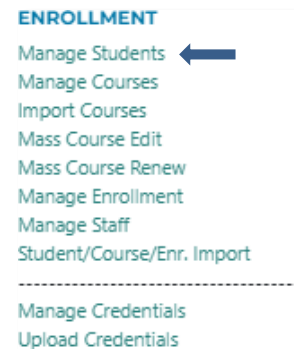 ENROLLMENT
Manage Students
Manage Courses
Import Courses
Mass Course Edit
Mass Course Renew
Manage Enrollment
Manage Staff
Student/Course/Enr. Import
-----------------------------------
Manage Credentials
Upload Credentials